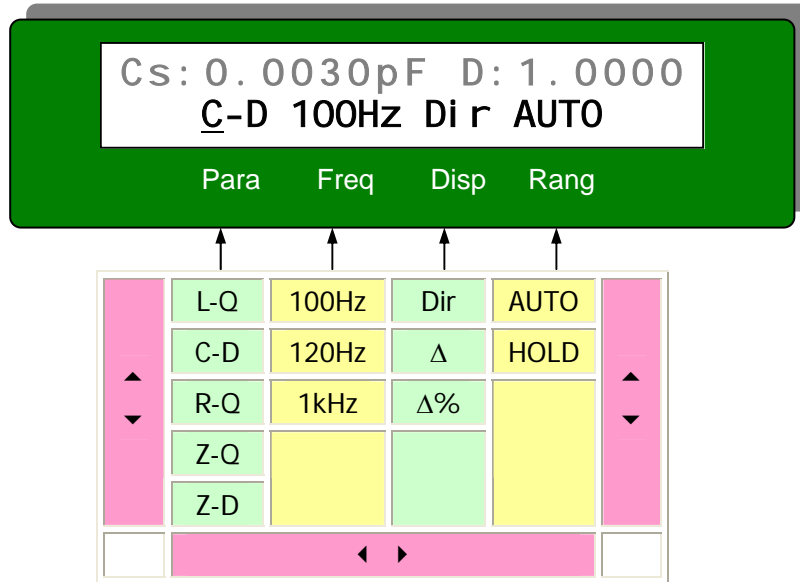 Cs:0.0030pF D:1.0000
C-D 100Hz Dir AUTO
Para Freq Disp Rang
L-Q 100Hz Dir AUTO
C-D 120Hz Δ HOLD
R-Q 1kHz Δ%
Z-Q
Z-D